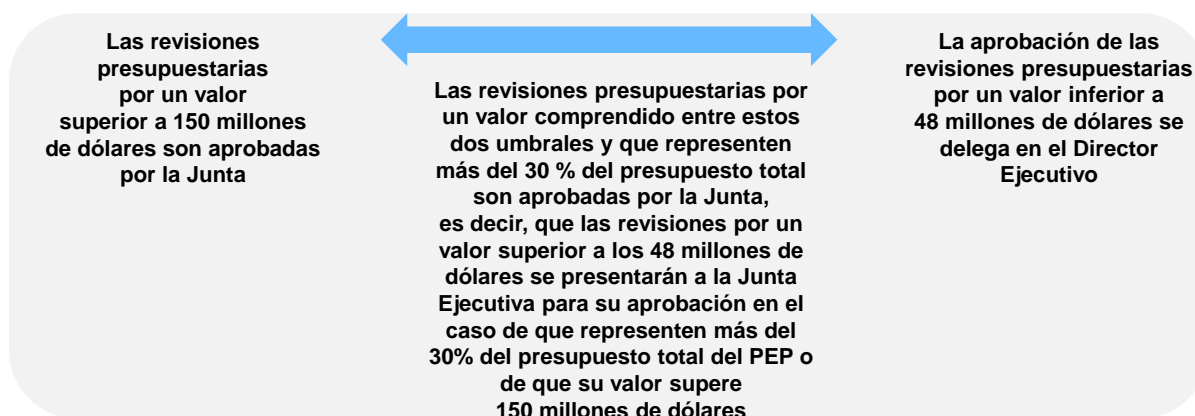 Las revisiones
presupuestarias
por un valor
superior a 150 millones
de dólares son aprobadas
por la Junta
Las revisiones presupuestarias por
un valor comprendido entre estos
dos umbrales y que representen
más del 30 % del presupuesto total
son aprobadas por la Junta,
es decir, que las revisiones por un
valor superior a los 48 millones de
dólares se presentarán a la Junta
Ejecutiva para su aprobación en el
caso de que representen más del
30% del presupuesto total del PEP o
de que su valor supere
150 millones de dólares
La aprobación de las
revisiones presupuestarias
por un valor inferior a
48 millones de dólares se
delega en el Director
Ejecutivo